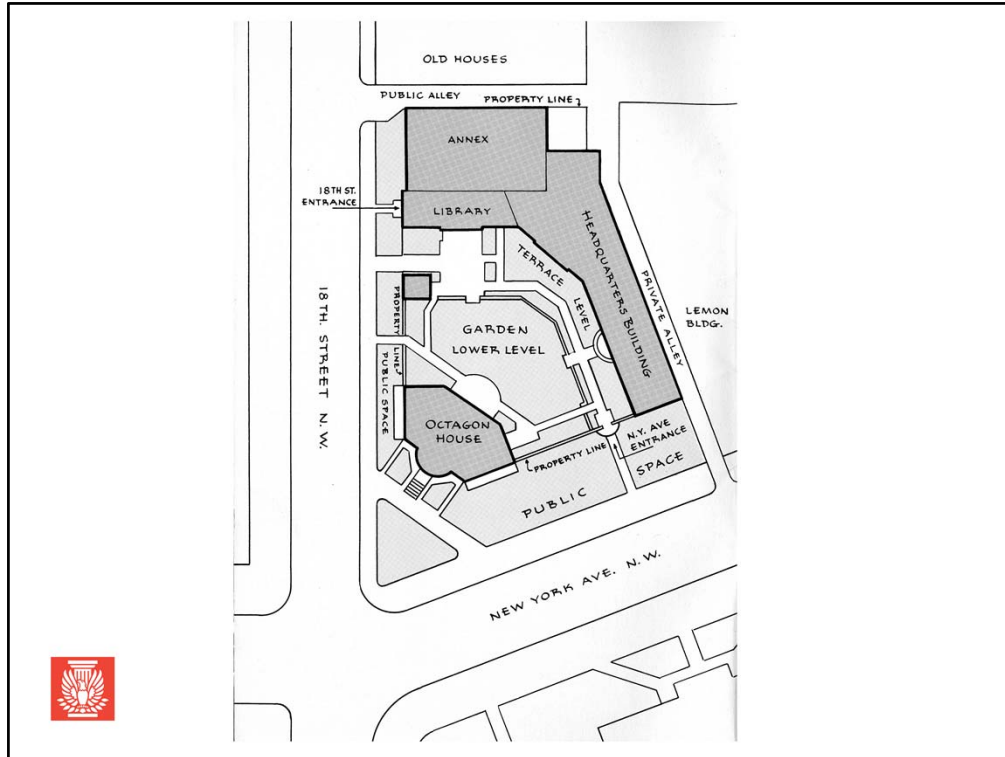 OLD HOUSES
PUBLIC ALLEY
PROPERTY LINE
ANNEX
18TH ST.
ENTRANCE
LIBRARY
HEADQUARTERS BUILDING
TERRACE
LEVEL
PRIVATE ALLEY
LEMON
BLDG.
18TH. STREET N.W.
PROPERTY
LINE
PUBLIC SPACE
GARDEN
LOWER LEVEL
OCTAGON
HOUSE
N.Y. AVE
ENTRANCE
PROPERTY LINE
PUBLIC
SPACE
NEW YORK AVE. N.W.